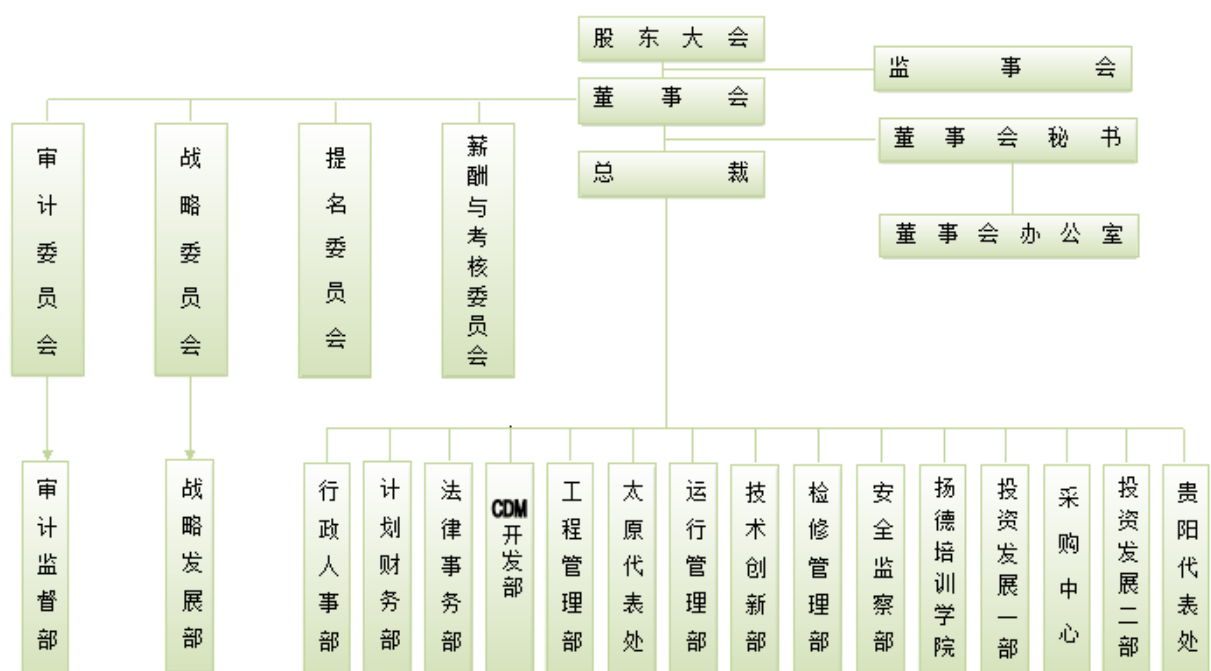 股东大会
监事会
董事会
董事会秘书
总裁
董事会办公室
审计委员会
战略委员会
提名委员会
薪酬与考核委员会
审计监督部
战略发展部
行政人事部
计划财务部
法律事务部
CDM开发部
工程管理部
太原代表处
运行管理部
技术创新部
检修管理部
安全监察部
扬德培训学院
投资发展一部
采购中心
投资发展二部
贵阳代表处